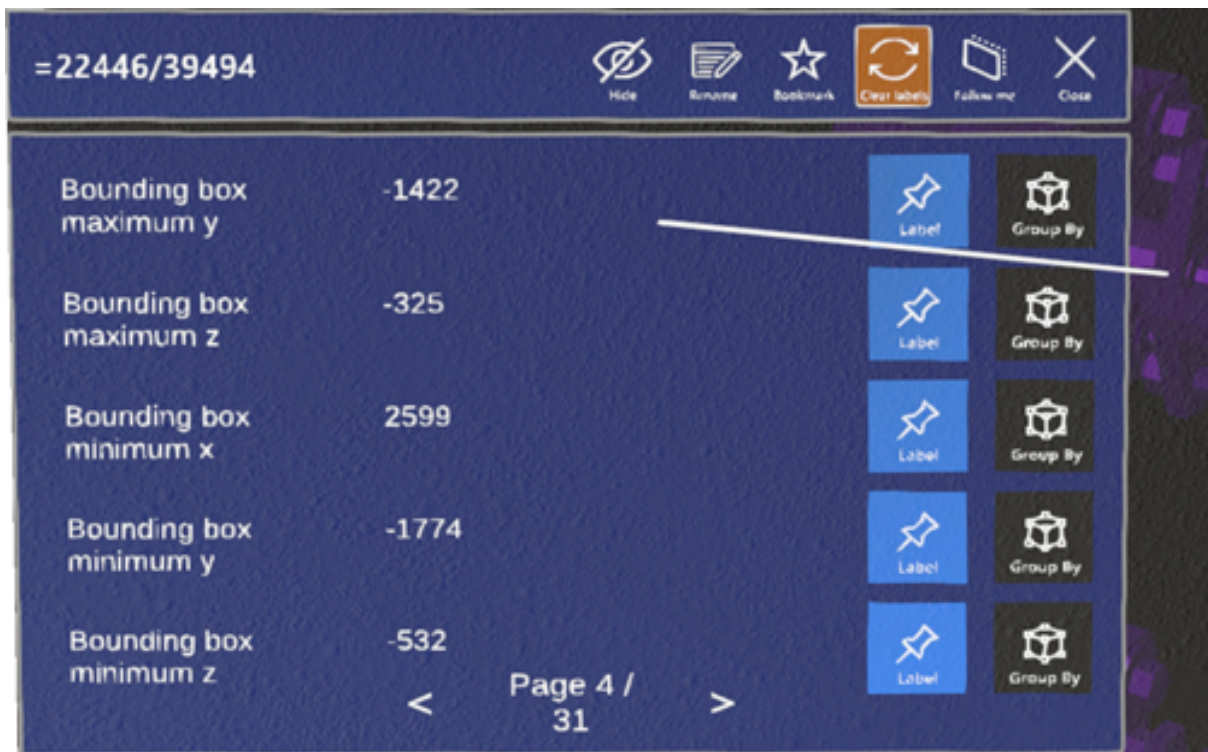 =22446/39494
Hide
Rename
Bookmark
Clear labels
Follow me
Close
Bounding box
maximum y
-1422
Label
Group By
Bounding box
maximum z
-325
Label
Group By
Bounding box
minimum x
2599
Label
Group By
Bounding box
minimum y
-1774
Label
Group By
Bounding box
minimum z
-532
Label
Group By
<
Page 4 /
31
>